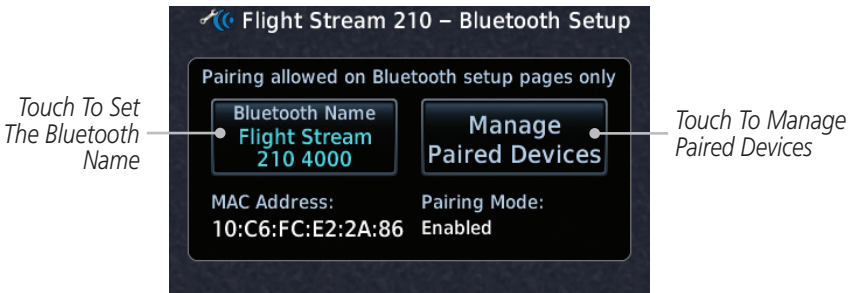 Flight Stream 210 – Bluetooth Setup
Pairing allowed on Bluetooth setup pages only
Touch To Set
The Bluetooth
Name
Bluetooth Name
Flight Stream
210 4000
Manage
Paired Devices
Touch To Manage
Paired Devices
MAC Address:
10:C6:FC:E2:2A:86
Pairing Mode:
Enabled